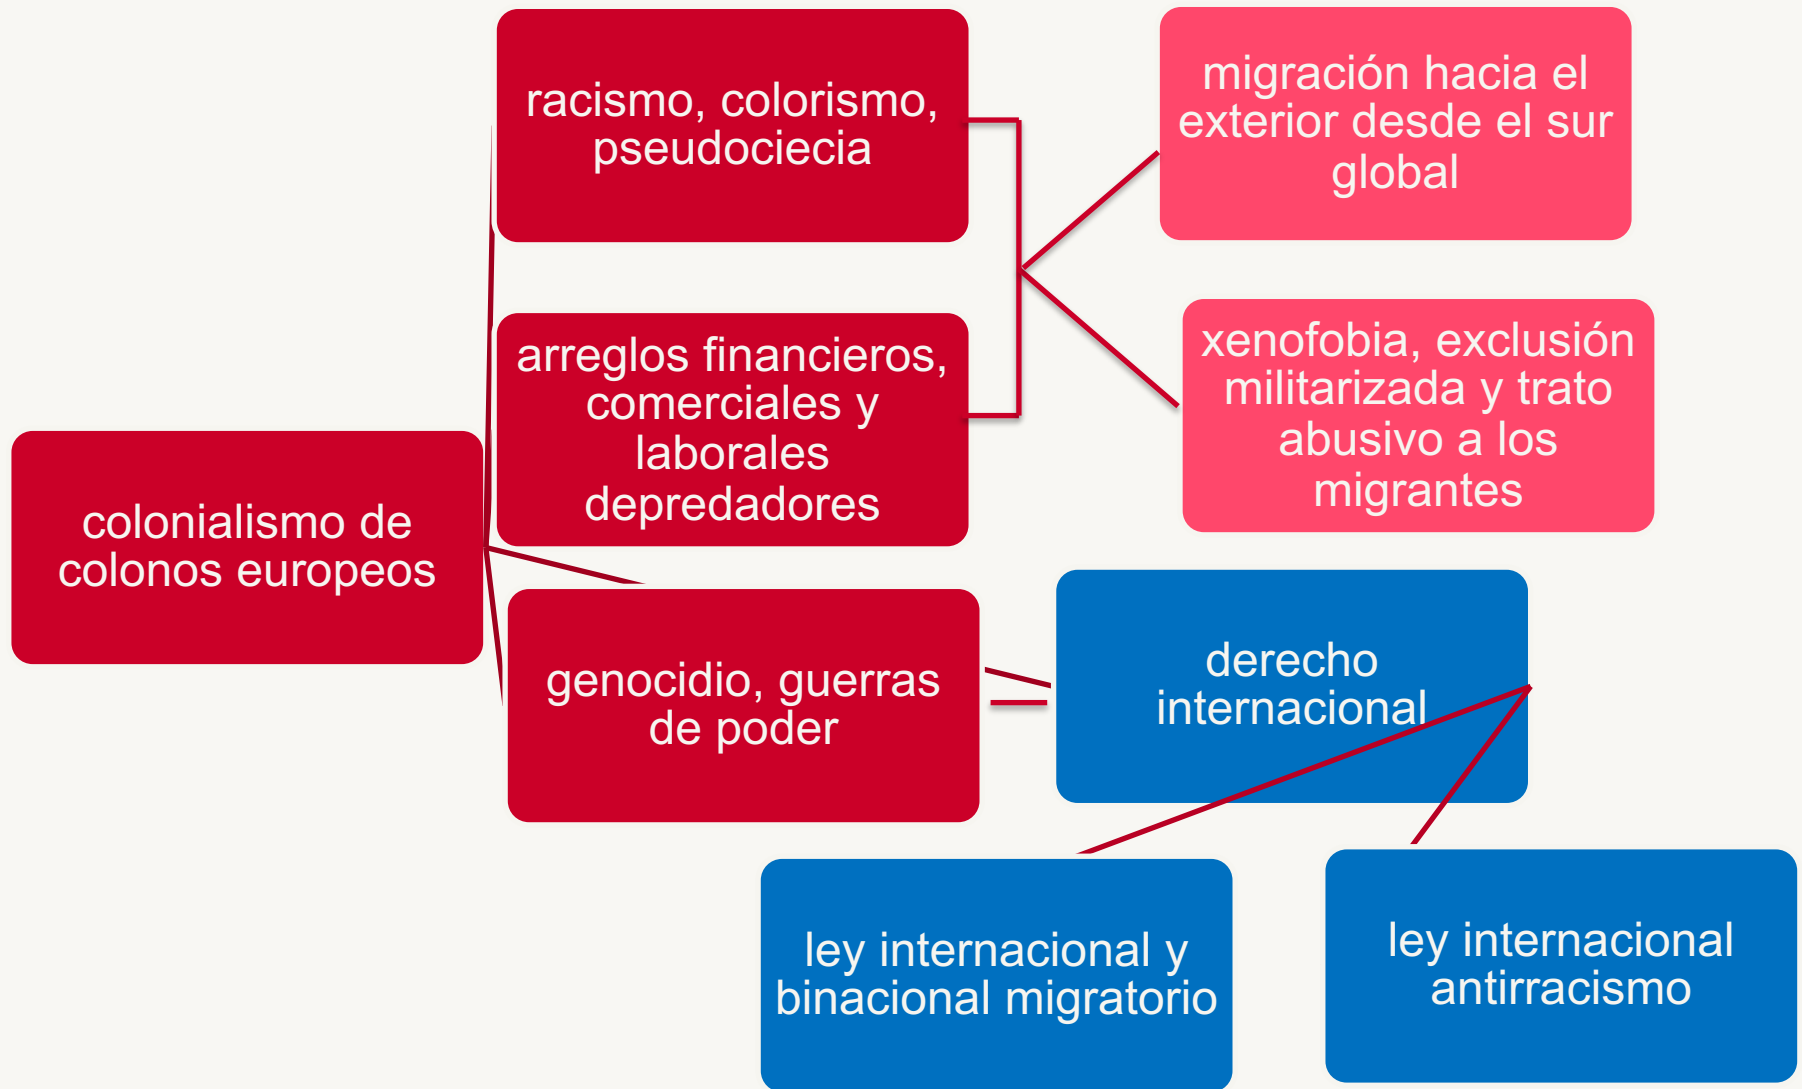 racismo, colorismo,
pseudociecia
migración hacia el
exterior desde el sur
global
arreglos financieros,
comerciales y
laborales
depredadores
xenofobia, exclusión
militarizada y trato
abusivo a los
migrantes
colonialismo de
colonos europeos
genocidio, guerras
de poder
derecho
internacional
ley internacional y
binacional migratorio
ley internacional
antirracismo